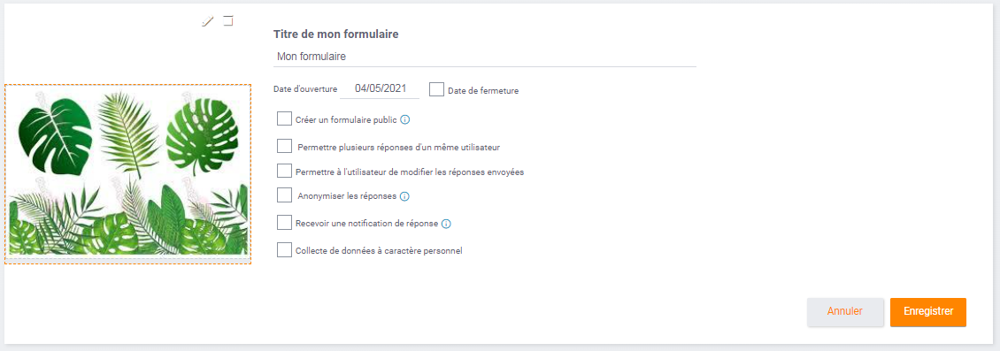 Titre de mon formulaire
Mon formulaire
Date d'ouverture 04/05/2021 Date de fermeture
Créer un formulaire public
Permettre plusieurs réponses d'un même utilisateur
Permettre à l'utilisateur de modifier les réponses envoyées
Anonymiser les réponses
Recevoir une notification de réponse
Collecte de données à caractère personnel
Annuler Enregistrer